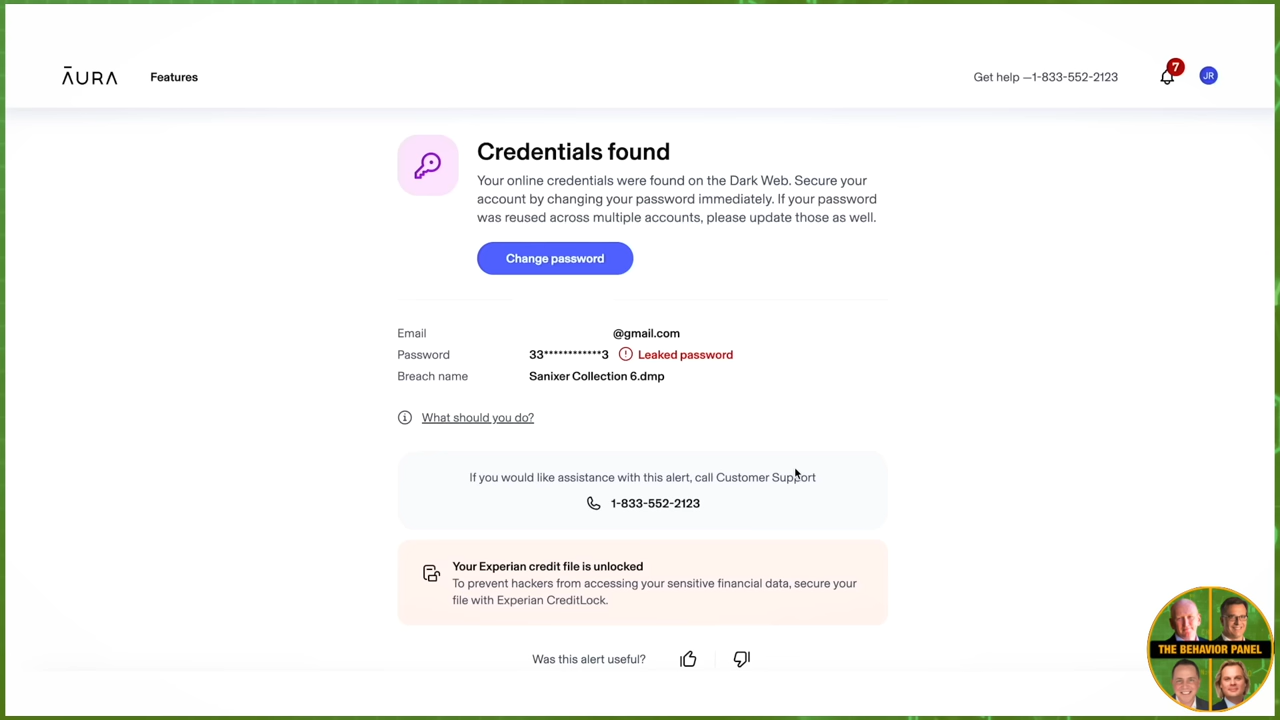 AURA
Features
Get help —1-833-552-2123
7
JR
Credentials found
Your online credentials were found on the Dark Web. Secure your
account by changing your password immediately. If your password
was reused across multiple accounts, please update those as well.
Change password
Email @gmail.com
Password 33************3 Leaked password
Breach name Sanixer Collection 6.dmp
What should you do?
If you would like assistance with this alert, call Customer Support
1-833-552-2123
Your Experian credit file is unlocked
To prevent hackers from accessing your sensitive financial data, secure your
file with Experian CreditLock.
Was this alert useful?
THE BEHAVIOR PANEL